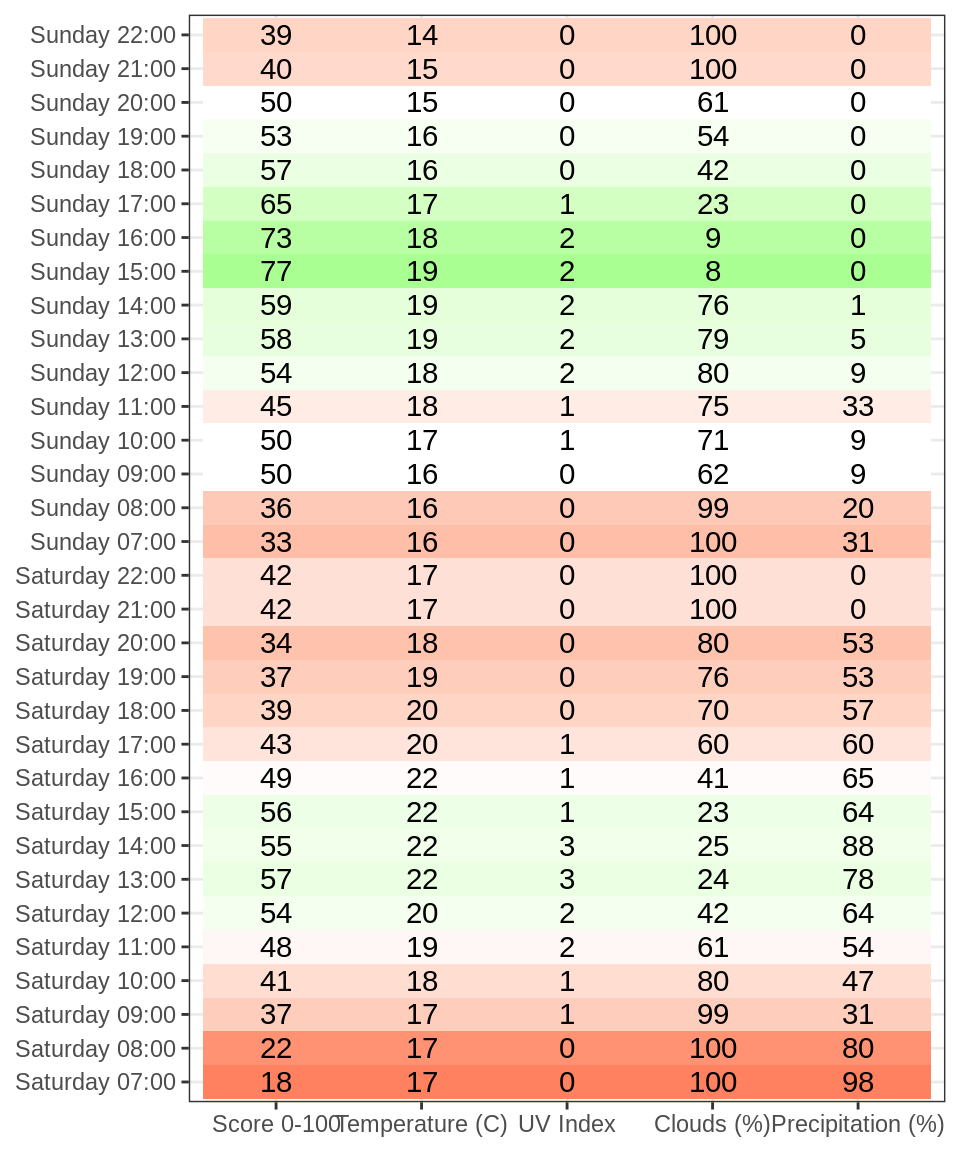 Sunday 22:00 39 14 0 100 0
Sunday 21:00 40 15 0 100 0
Sunday 20:00 50 15 0 61 0
Sunday 19:00 53 16 0 54 0
Sunday 18:00 57 16 0 42 0
Sunday 17:00 65 17 1 23 0
Sunday 16:00 73 18 2 9 0
Sunday 15:00 77 19 2 8 0
Sunday 14:00 59 19 2 76 1
Sunday 13:00 58 19 2 79 5
Sunday 12:00 54 18 2 80 9
Sunday 11:00 45 18 1 75 33
Sunday 10:00 50 17 1 71 9
Sunday 09:00 50 16 0 62 9
Sunday 08:00 36 16 0 99 20
Sunday 07:00 33 16 0 100 31
Saturday 22:00 42 17 0 100 0
Saturday 21:00 42 17 0 100 0
Saturday 20:00 34 18 0 80 53
Saturday 19:00 37 19 0 76 53
Saturday 18:00 39 20 0 70 57
Saturday 17:00 43 20 1 60 60
Saturday 16:00 49 22 1 41 65
Saturday 15:00 56 22 1 23 64
Saturday 14:00 55 22 3 25 88
Saturday 13:00 57 22 3 24 78
Saturday 12:00 54 20 2 42 64
Saturday 11:00 48 19 2 61 54
Saturday 10:00 41 18 1 80 47
Saturday 09:00 37 17 1 99 31
Saturday 08:00 22 17 0 100 80
Saturday 07:00 18 17 0 100 98
Score 0-100 Temperature (C) UV Index Clouds (%) Precipitation (%)